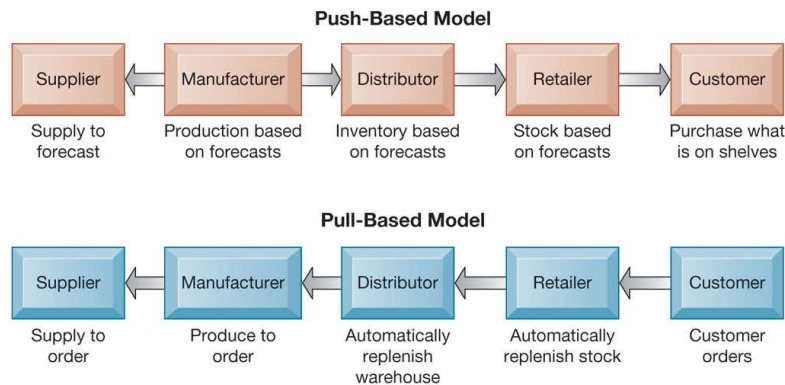 Push-Based Model
Supplier
Manufacturer
Distributor
Retailer
Customer
Supply to
forecast
Production based
on forecasts
Inventory based
on forecasts
Stock based
on forecasts
Purchase what
is on shelves
Pull-Based Model
Supplier
Manufacturer
Distributor
Retailer
Customer
Supply to
order
Produce to
order
Automatically
replenish
warehouse
Automatically
replenish stock
Customer
orders